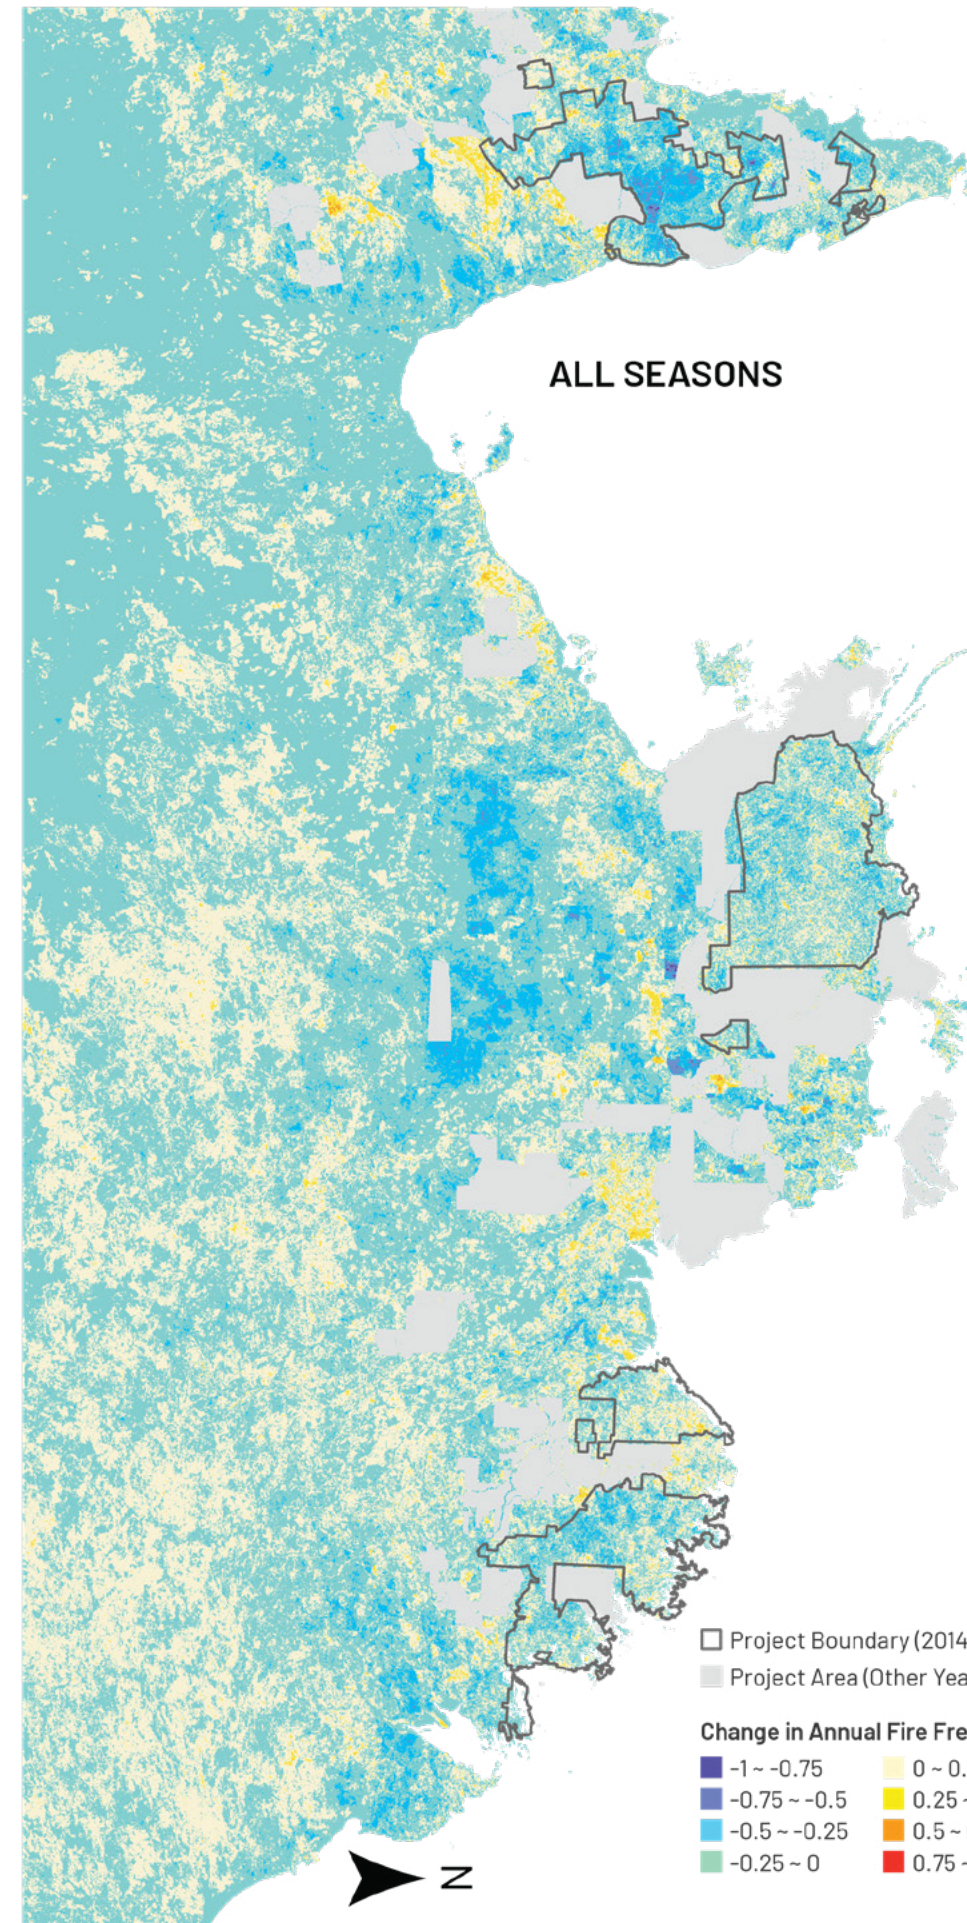 ALL SEASONS
Project Boundary (2014
Project Area (Other Yea
Change in Annual Fire Fre
-1 ~ -0.75
-0.75 ~ -0.5
-0.5 ~ -0.25
-0.25 ~ 0
0 ~ 0.
0.25 ~
0.5 ~
0.75 ~
N